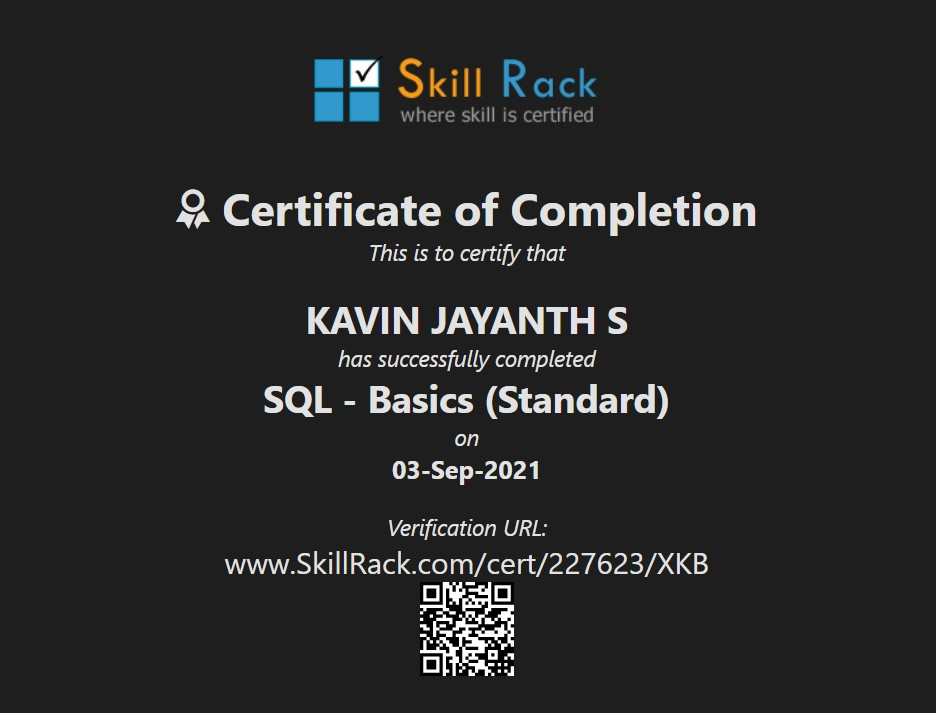 Skill Rack
where skill is certified
Certificate of Completion
This is to certify that
KAVIN JAYANTH S
has successfully completed
SQL - Basics (Standard)
on
03-Sep-2021
Verification URL:
www.SkillRack.com/cert/227623/XKB